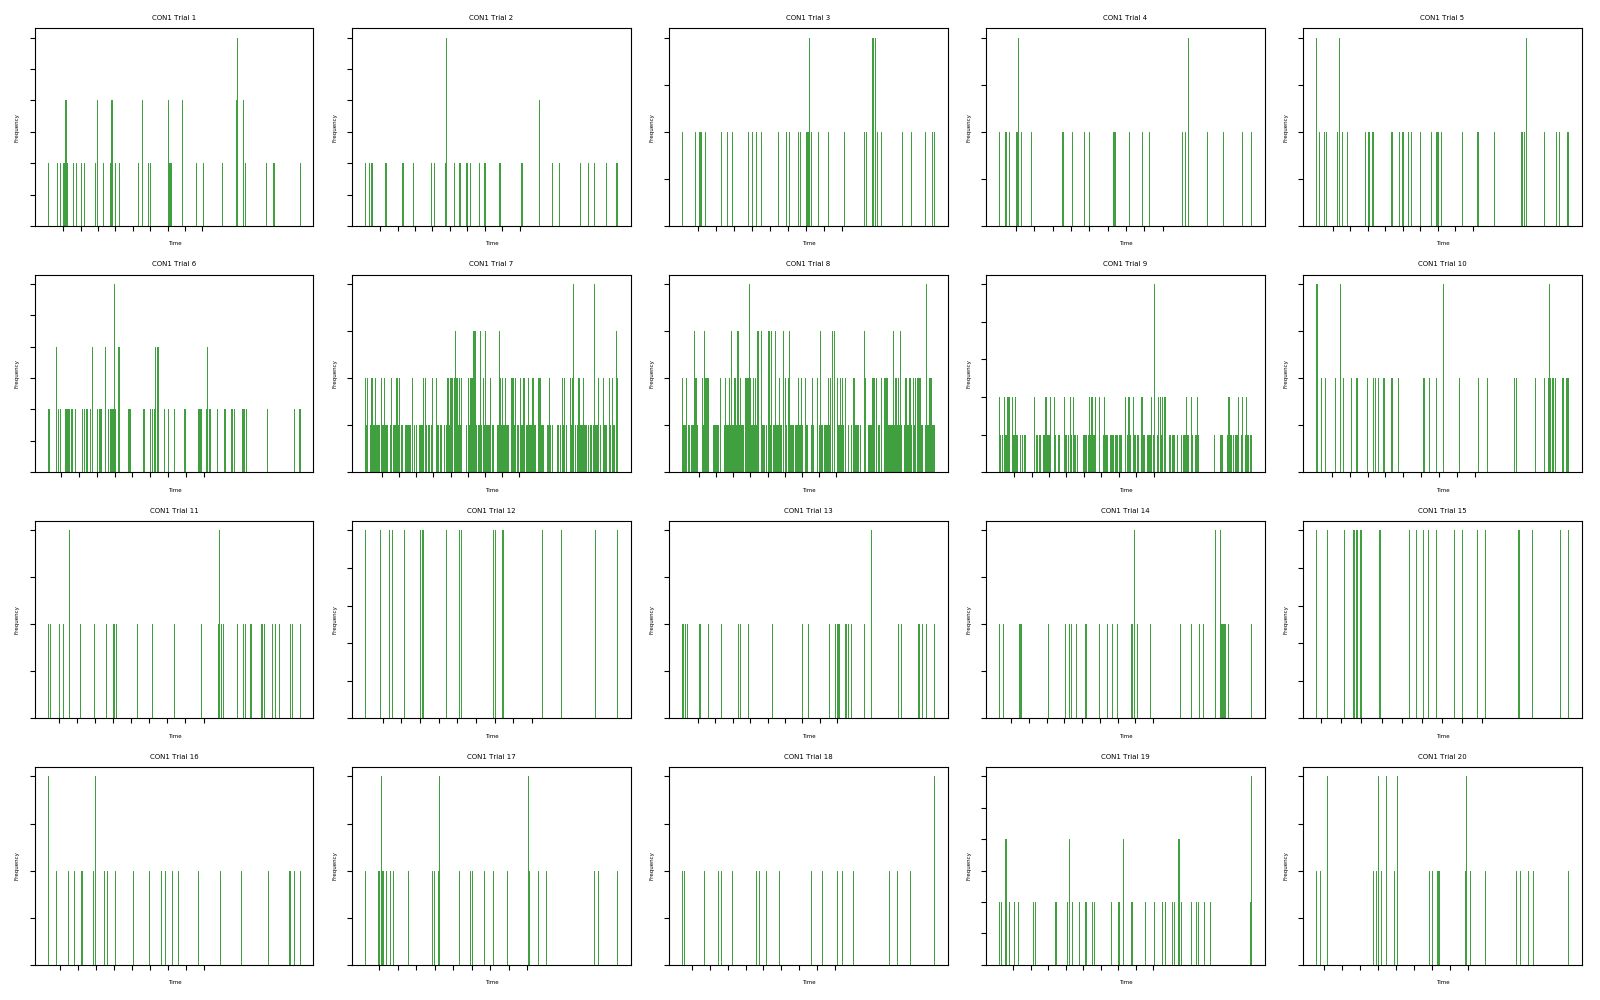 CON1 Trial 1
Frequency
Time
CON1 Trial 2
Frequency
Time
CON1 Trial 3
Frequency
Time
CON1 Trial 4
Frequency
Time
CON1 Trial 5
Frequency
Time
CON1 Trial 6
Frequency
Time
CON1 Trial 7
Frequency
Time
CON1 Trial 8
Frequency
Time
CON1 Trial 9
Frequency
Time
CON1 Trial 10
Frequency
Time
CON1 Trial 11
Frequency
Time
CON1 Trial 12
Frequency
Time
CON1 Trial 13
Frequency
Time
CON1 Trial 14
Frequency
Time
CON1 Trial 15
Frequency
Time
CON1 Trial 16
Frequency
Time
CON1 Trial 17
Frequency
Time
CON1 Trial 18
Frequency
Time
CON1 Trial 19
Frequency
Time
CON1 Trial 20
Frequency
Time